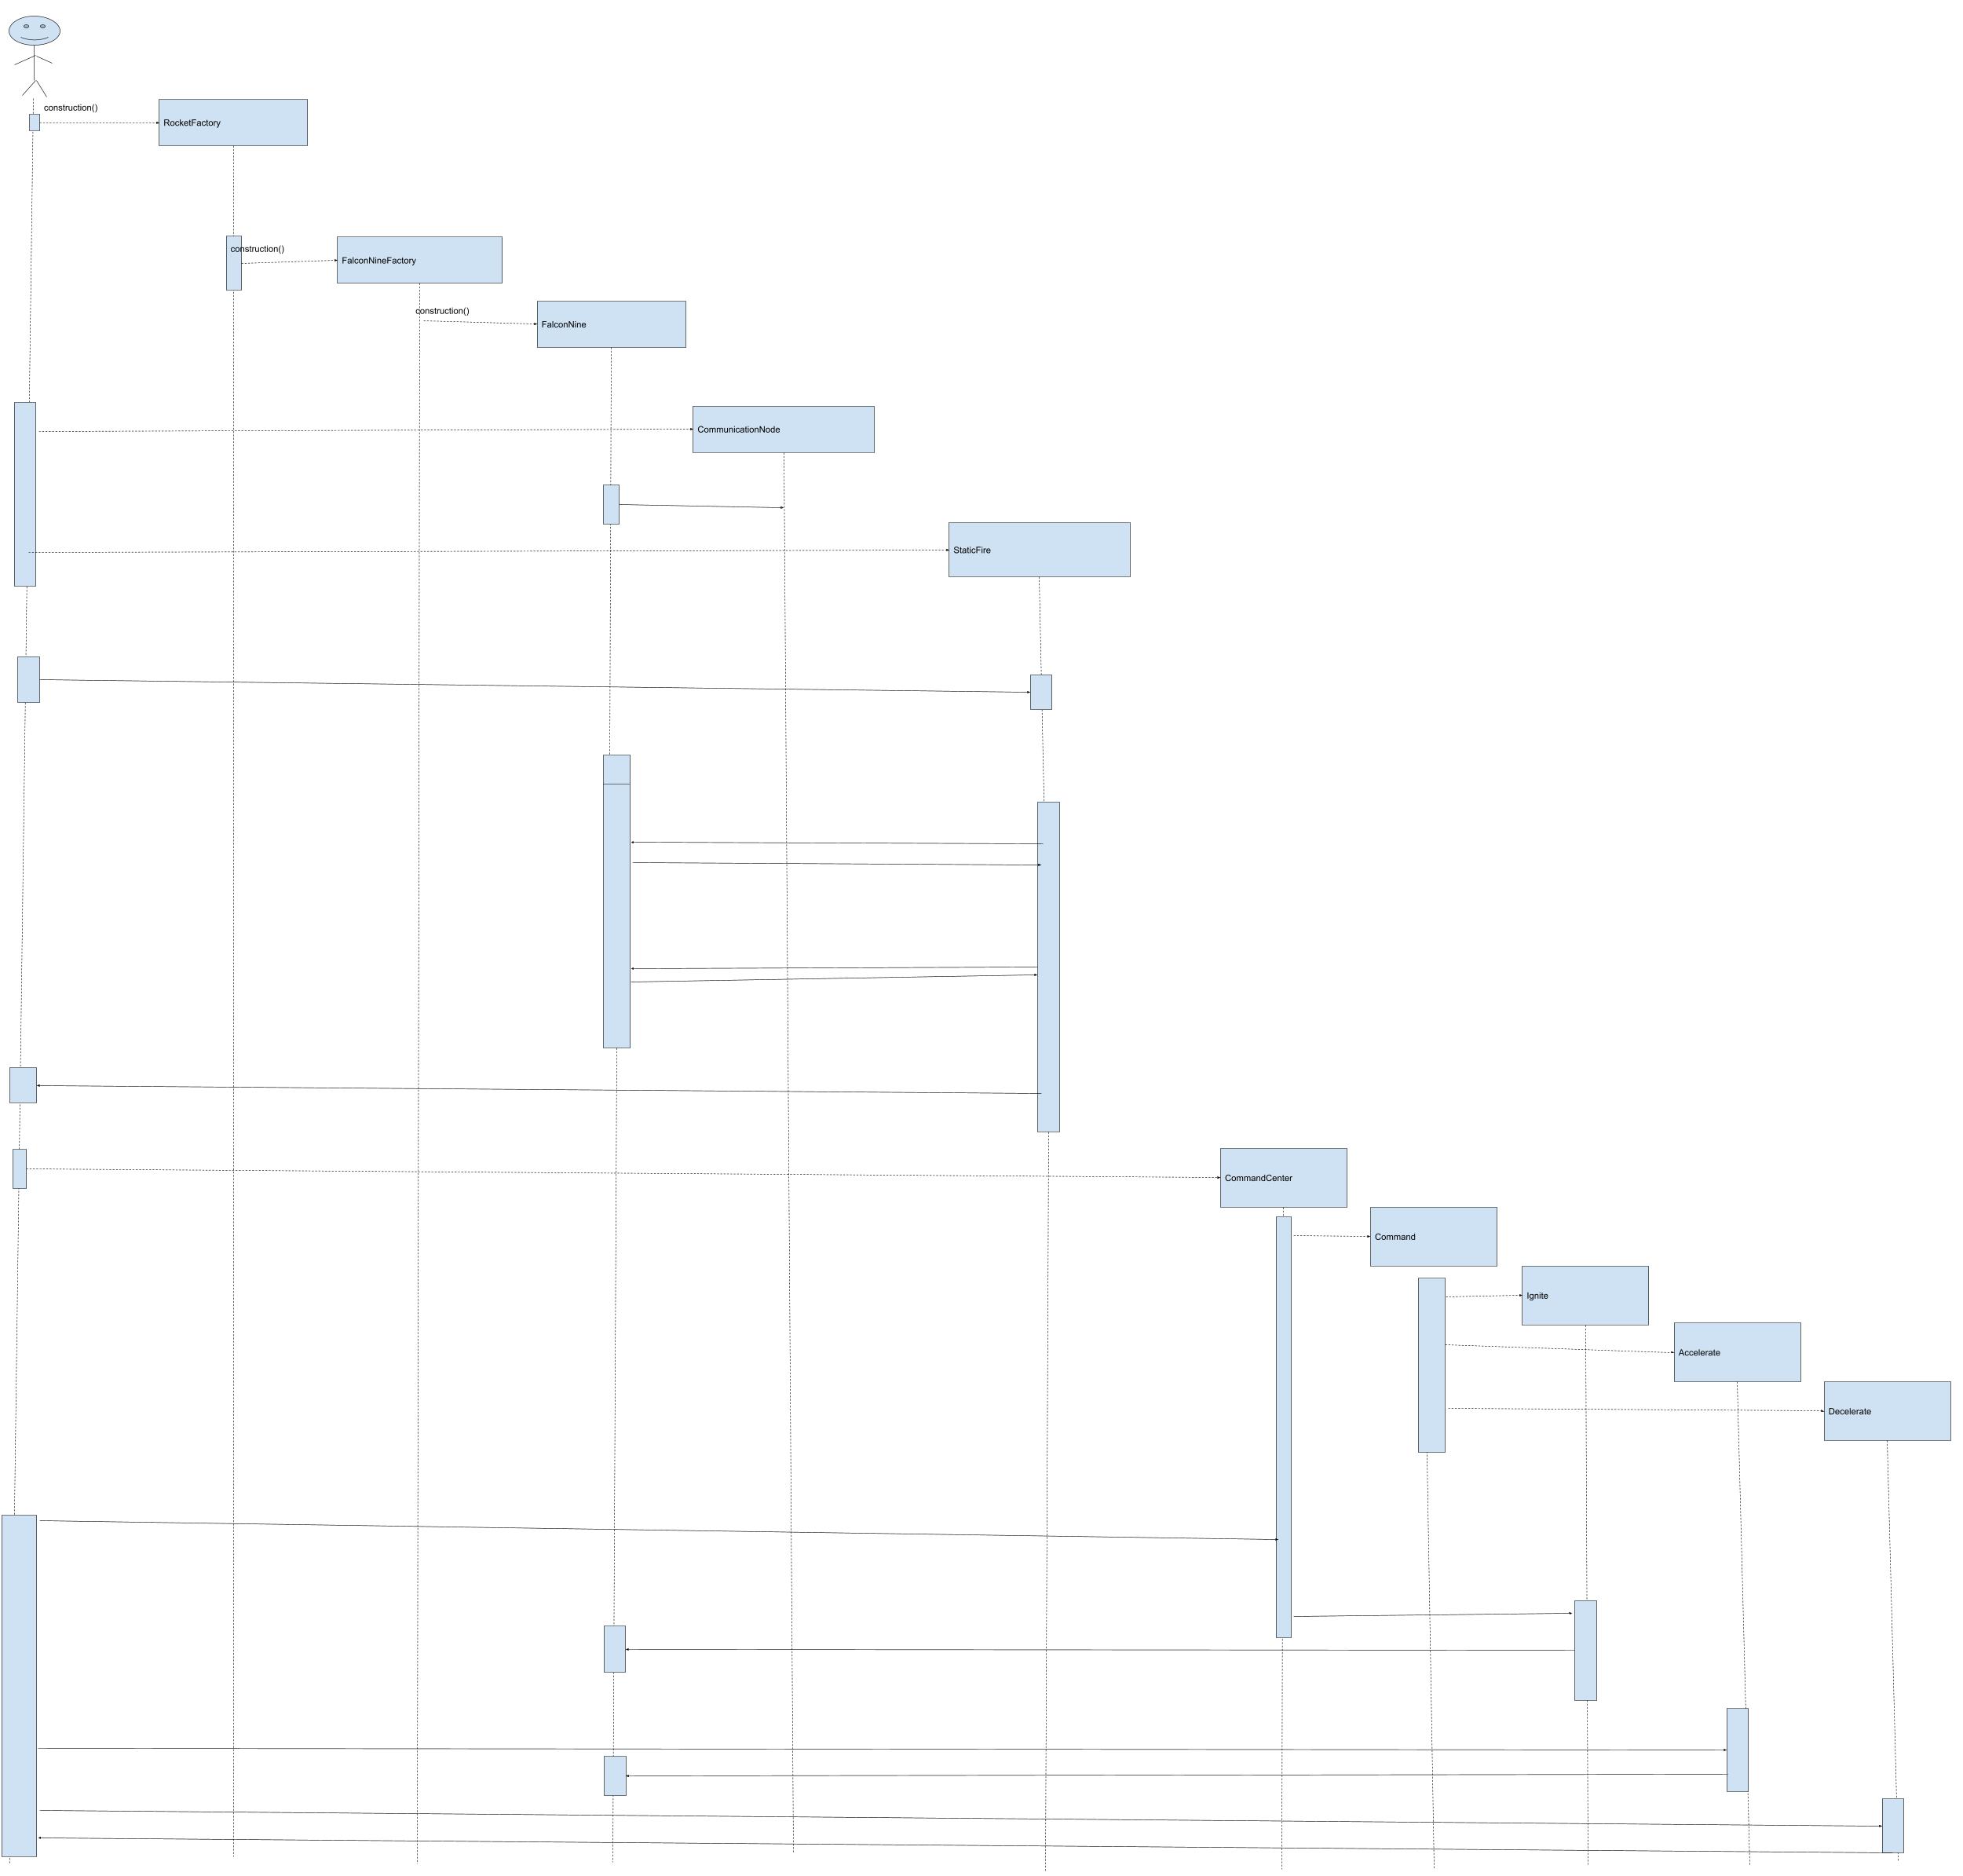 construction()
RocketFactory
construction()
FalconNineFactory
construction()
FalconNine
CommunicationNode
StaticFire
CommandCenter
Command
Ignite
Accelerate
Decelerate